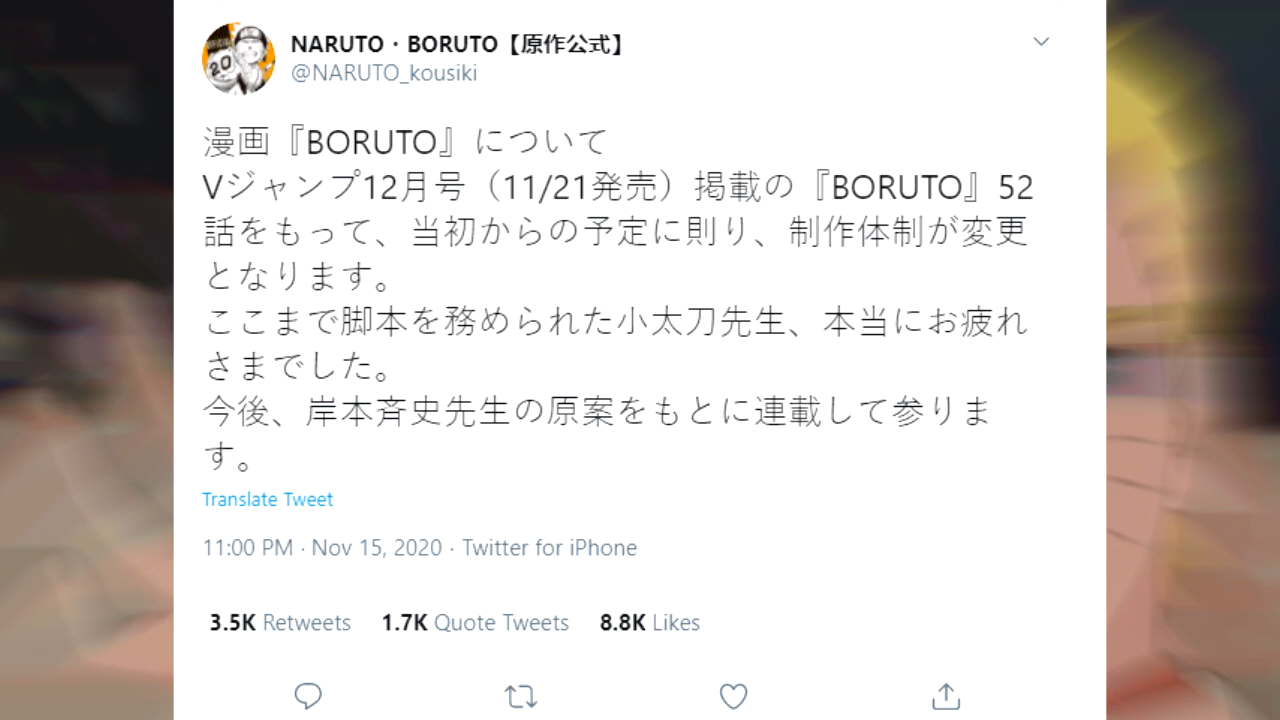 NARUTO・BORUTO【原作公式】
@NARUTO_kousiki
漫画『BORUTO』について
Vジャンプ12月号（11/21発売）掲載の『BORUTO』52
話をもって、当初からの予定に則り、制作体制が変更
となります。
ここまで脚本を務められた小太刀先生、本当にお疲れ
さまでした。
今後、岸本斉史先生の原案をもとに連載して参りま
す。
Translate Tweet
11:00 PM · Nov 15, 2020 · Twitter for iPhone
3.5K Retweets 1.7K Quote Tweets 8.8K Likes